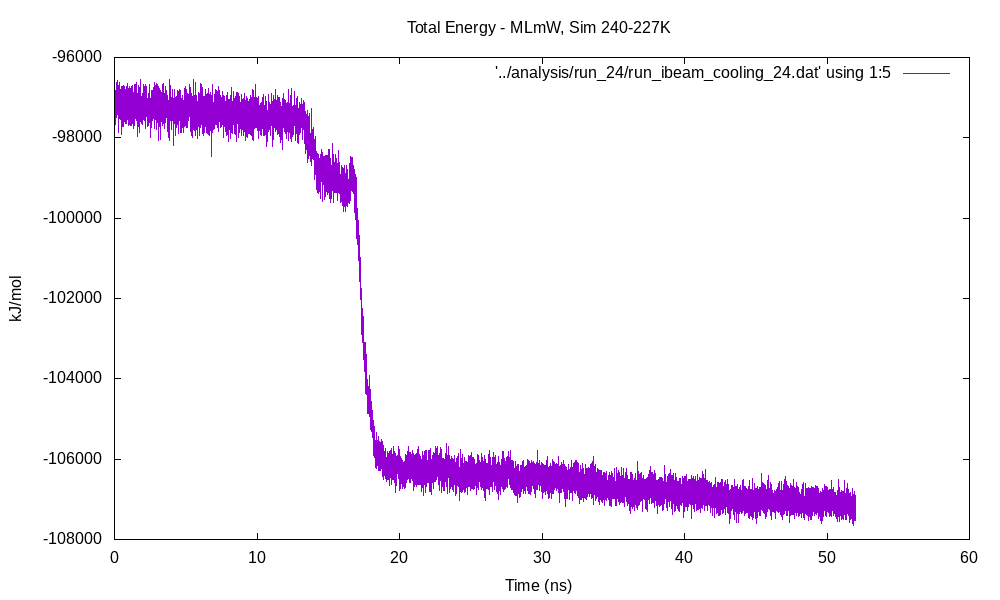 Total Energy - MLmW, Sim 240-227K
'../analysis/run_24/run_ibeam_cooling_24.dat' using 1:5
kJ/mol
-96000
-98000
-100000
-102000
-104000
-106000
-108000
0 10 20 30 40 50 60
Time (ns)